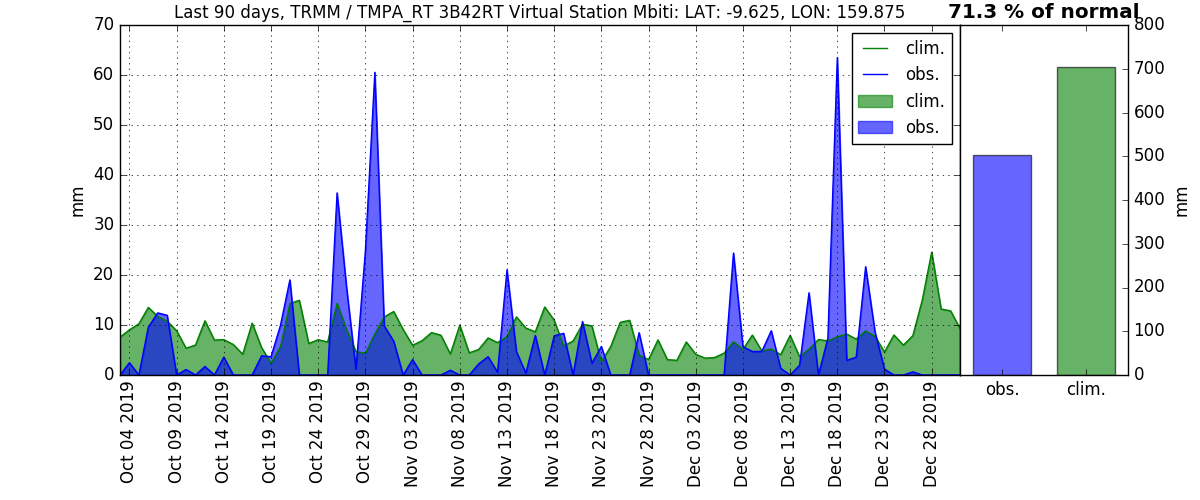 Last 90 days, TRMM / TMPA_RT 3B42RT Virtual Station Mbiti: LAT: -9.625, LON: 159.875
71.3 % of normal
70
60
50
40
30
20
10
0
mm
clim.
obs.
clim.
obs.
800
700
600
500
400
300
200
100
0
mm
obs.
clim.
Oct 04 2019
Oct 09 2019
Oct 14 2019
Oct 19 2019
Oct 24 2019
Oct 29 2019
Nov 03 2019
Nov 08 2019
Nov 13 2019
Nov 18 2019
Nov 23 2019
Nov 28 2019
Dec 03 2019
Dec 08 2019
Dec 13 2019
Dec 18 2019
Dec 23 2019
Dec 28 2019